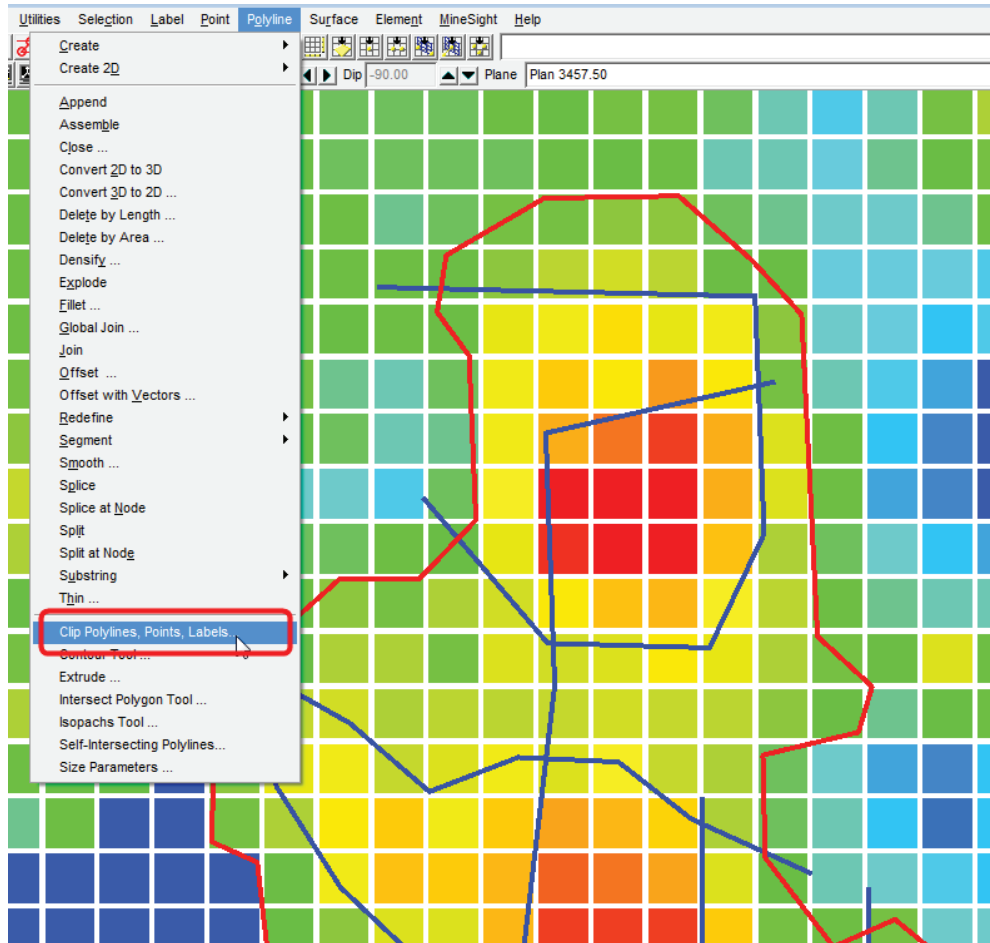 Utilities Selection Label Point Polyline Surface Element MineSight Help
Dip -90.00 Plane Plan 3457.50
Create
Create 2D
Append
Assemble
Close ...
Convert 2D to 3D
Convert 3D to 2D ...
Delete by Length ...
Delete by Area ...
Densify ...
Explode
Fillet ...
Global Join ...
Join
Offset ...
Offset with Vectors ...
Redefine
Segment
Smooth ...
Splice
Splice at Node
Split
Split at Node
Substring
Thin ...
Clip Polylines, Points, Labels...
Contour Tool ...
Extrude ...
Intersect Polygon Tool ...
Isopachs Tool ...
Self-Intersecting Polylines...
Size Parameters ...